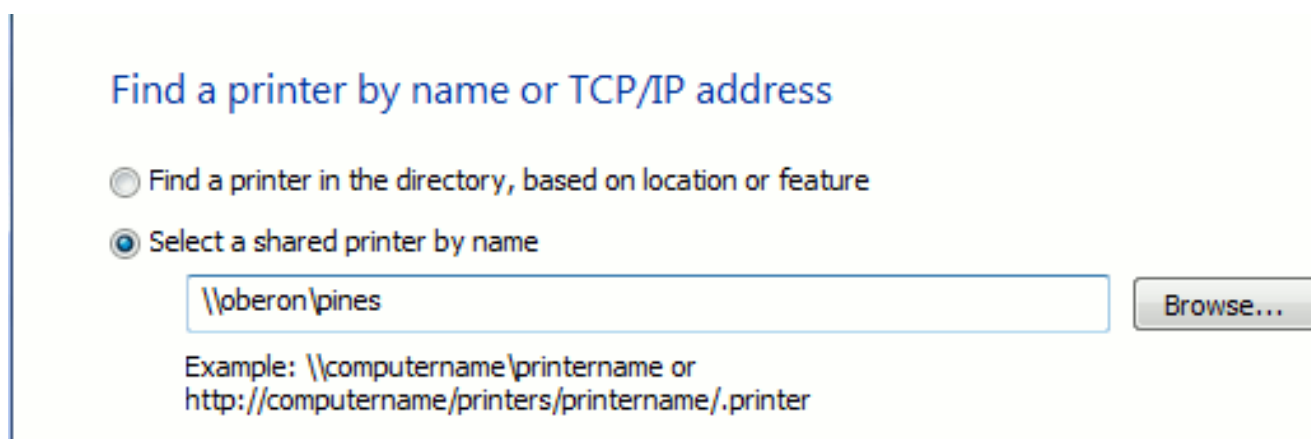 Find a printer by name or TCP/IP address
Find a printer in the directory, based on location or feature
Select a shared printer by name
\\oberon\pines
Browse...
Example: \\computername\printername or
http://computername/printers/printername/.printer